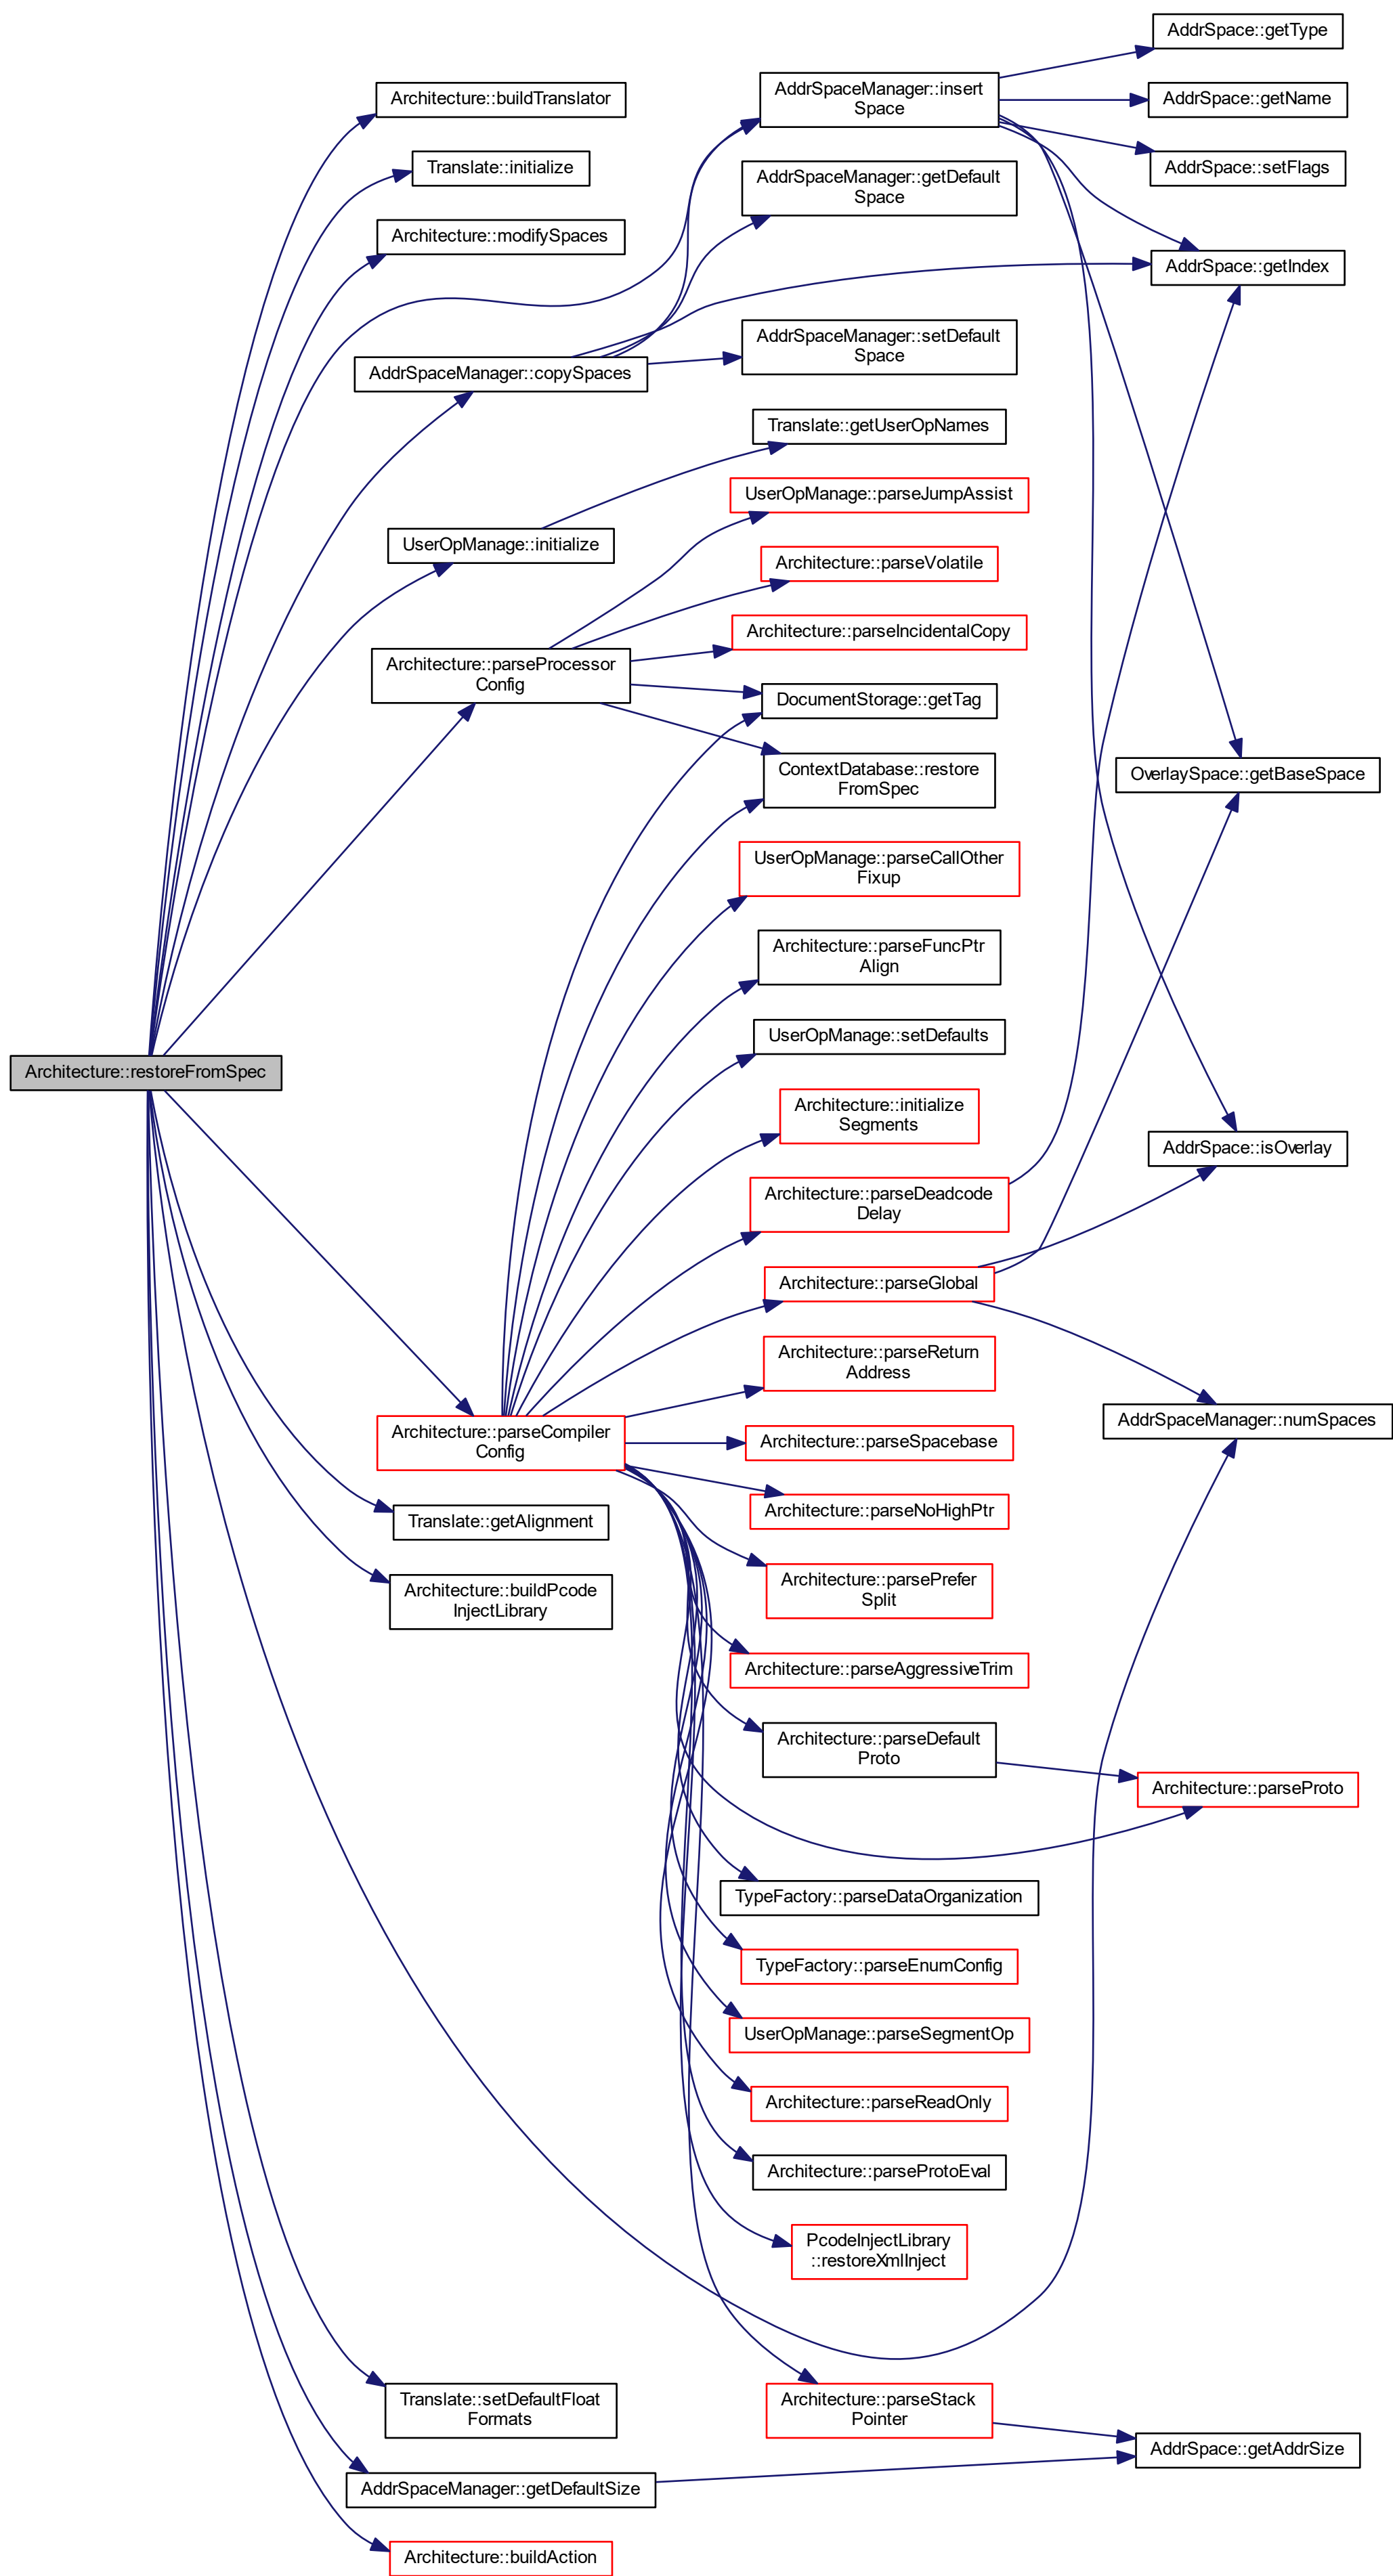 AddrSpace::getType
Architecture::buildTranslator
AddrSpaceManager::insert
Space
AddrSpace::getName
Translate::initialize
AddrSpaceManager::getDefault
Space
AddrSpace::setFlags
Architecture::modifySpaces
AddrSpace::getIndex
AddrSpaceManager::setDefault
Space
AddrSpaceManager::copySpaces
Translate::getUserOpNames
UserOpManage::parseJumpAssist
UserOpManage::initialize
Architecture::parseVolatile
Architecture::parseIncidentalCopy
Architecture::parseProcessor
Config
DocumentStorage::getTag
ContextDatabase::restore
FromSpec
OverlaySpace::getBaseSpace
UserOpManage::parseCallOther
Fixup
Architecture::parseFuncPtr
Align
UserOpManage::setDefaults
Architecture::restoreFromSpec
Architecture::initialize
Segments
AddrSpace::isOverlay
Architecture::parseDeadcode
Delay
Architecture::parseGlobal
Architecture::parseReturn
Address
AddrSpaceManager::numSpaces
Architecture::parseCompiler
Config
Architecture::parseSpacebase
Architecture::parseNoHighPtr
Translate::getAlignment
Architecture::parsePrefer
Split
Architecture::buildPcode
InjectLibrary
Architecture::parseAggressiveTrim
Architecture::parseDefault
Proto
Architecture::parseProto
TypeFactory::parseDataOrganization
TypeFactory::parseEnumConfig
UserOpManage::parseSegmentOp
Architecture::parseReadOnly
Architecture::parseProtoEval
PcodeInjectLibrary
::restoreXmlInject
Architecture::parseStack
Pointer
Translate::setDefaultFloat
Formats
AddrSpace::getAddrSize
AddrSpaceManager::getDefaultSize
Architecture::buildAction